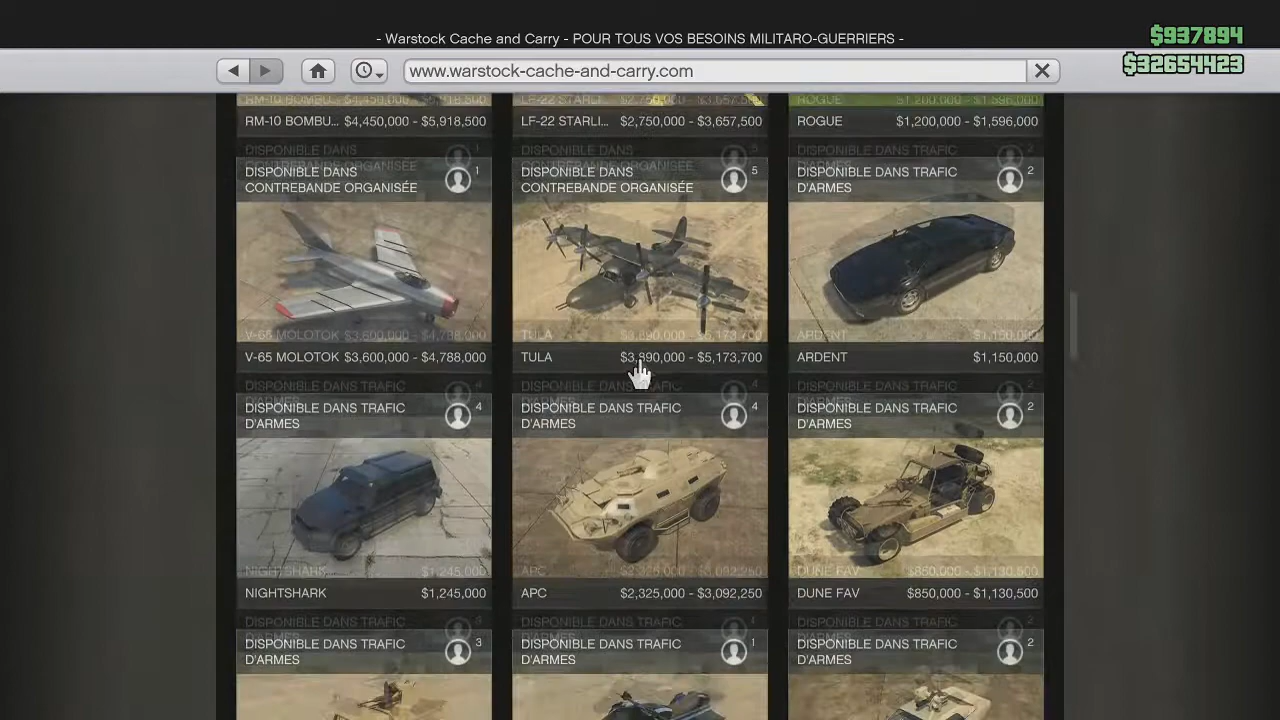 - Warstock Cache and Carry - POUR TOUS VOS BESOINS MILITARO-GUERRIERS -
$937894
$32654423
www.warstock-cache-and-carry.com
RM-10 BOMBU... $4,450,000 - $5,918,500
LF-22 STARLI... $2,750,000 - $3,657,500
ROGUE $1,200,000 - $1,596,000
DISPONIBLE DANS
CONTREBANDE ORGANISÉE
1
DISPONIBLE DANS
CONTREBANDE ORGANISÉE
5
DISPONIBLE DANS TRAFIC
D'ARMES
2
V-65 MOLOTOK $3,600,000 - $4,788,000
TULA $3,890,000 - $5,173,700
ARDENT $1,150,000
DISPONIBLE DANS TRAFIC
D'ARMES
4
DISPONIBLE DANS TRAFIC
D'ARMES
4
DISPONIBLE DANS TRAFIC
D'ARMES
2
NIGHTSHARK $1,245,000
APC $2,325,000 - $3,092,250
DUNE FAV $850,000 - $1,130,500
DISPONIBLE DANS TRAFIC
D'ARMES
3
DISPONIBLE DANS TRAFIC
D'ARMES
1
DISPONIBLE DANS TRAFIC
D'ARMES
2